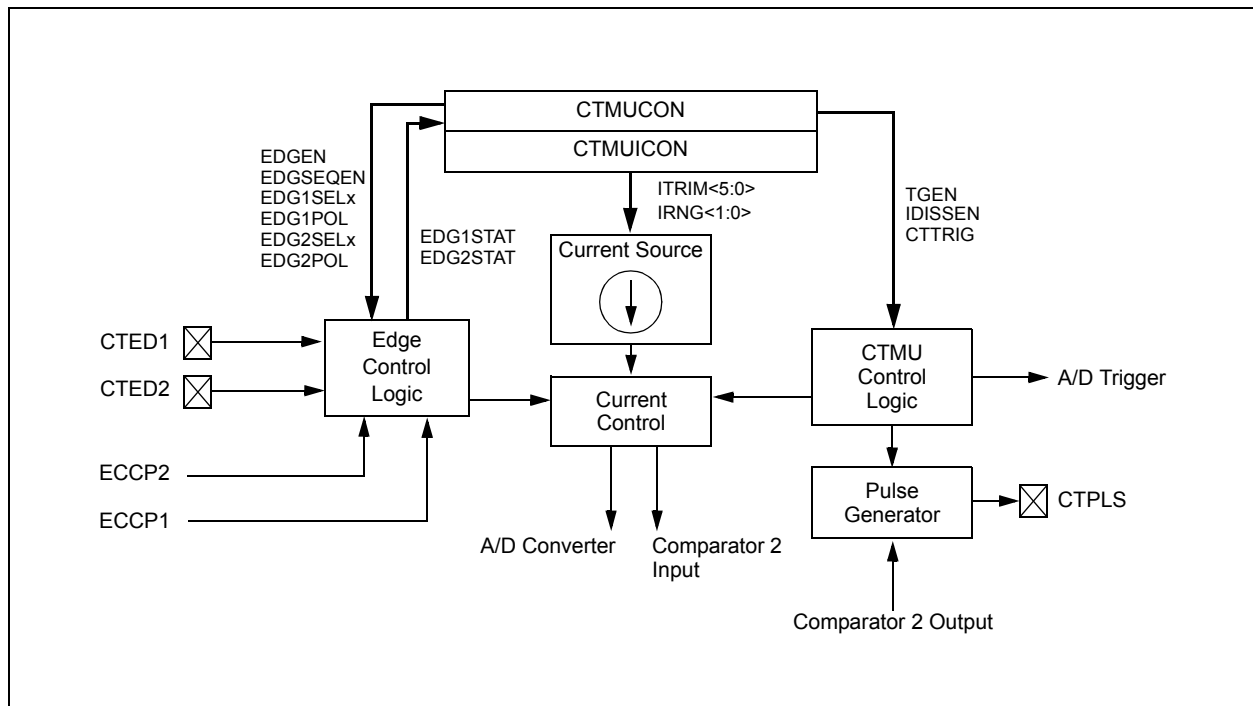 CTMUCON
CTMUICON
EDGEN
EDGSEQEN
EDG1SELx
EDG1POL
EDG2SELx
EDG2POL
EDG1STAT
EDG2STAT
ITRIM<5:0>
IRNG<1:0>
TGEN
IDISSEN
CTTRIG
Current Source
CTED1
CTED2
Edge
Control
Logic
Current
Control
CTMU
Control
Logic
A/D Trigger
ECCP2
ECCP1
Pulse
Generator
CTPLS
A/D Converter
Comparator 2
Input
Comparator 2 Output